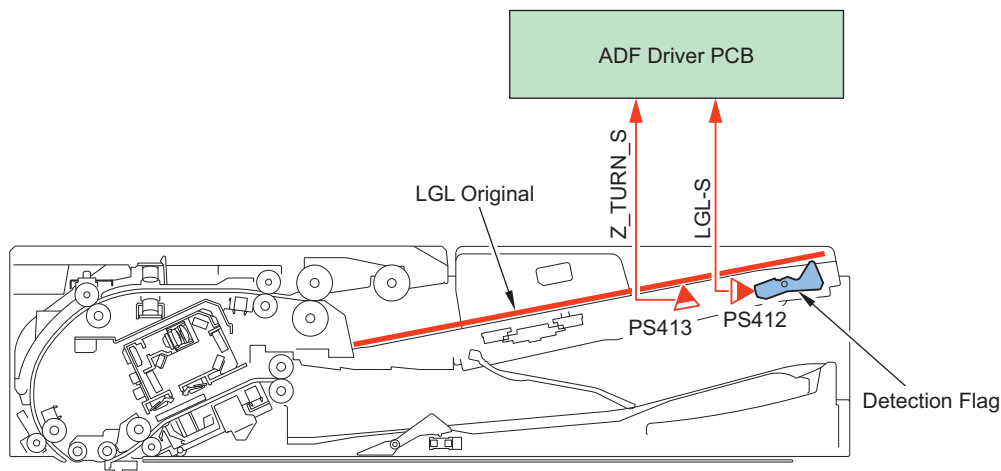 ADF Driver PCB
Z_TURN_S
LGL-S
LGL Original
PS413
PS412
Detection Flag